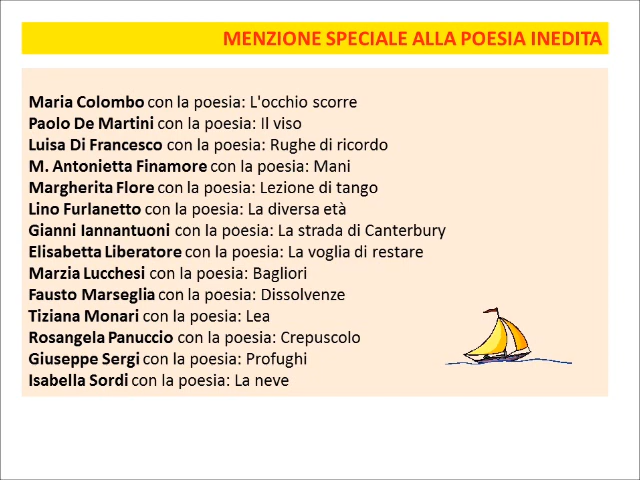 MENZIONE SPECIALE ALLA POESIA INEDITA
Maria Colombo con la poesia: L'occhio scorre
Paolo De Martini con la poesia: Il viso
Luisa Di Francesco con la poesia: Rughe di ricordo
M. Antonietta Finamore con la poesia: Mani
Margherita Flore con la poesia: Lezione di tango
Lino Furlanetto con la poesia: La diversa età
Gianni Iannantuoni con la poesia: La strada di Canterbury
Elisabetta Liberatore con la poesia: La voglia di restare
Marzia Lucchesi con la poesia: Bagliori
Fausto Marseglia con la poesia: Dissolvenze
Tiziana Monari con la poesia: Lea
Rosangela Panuccio con la poesia: Crepuscolo
Giuseppe Sergi con la poesia: Profughi
Isabella Sordi con la poesia: La neve